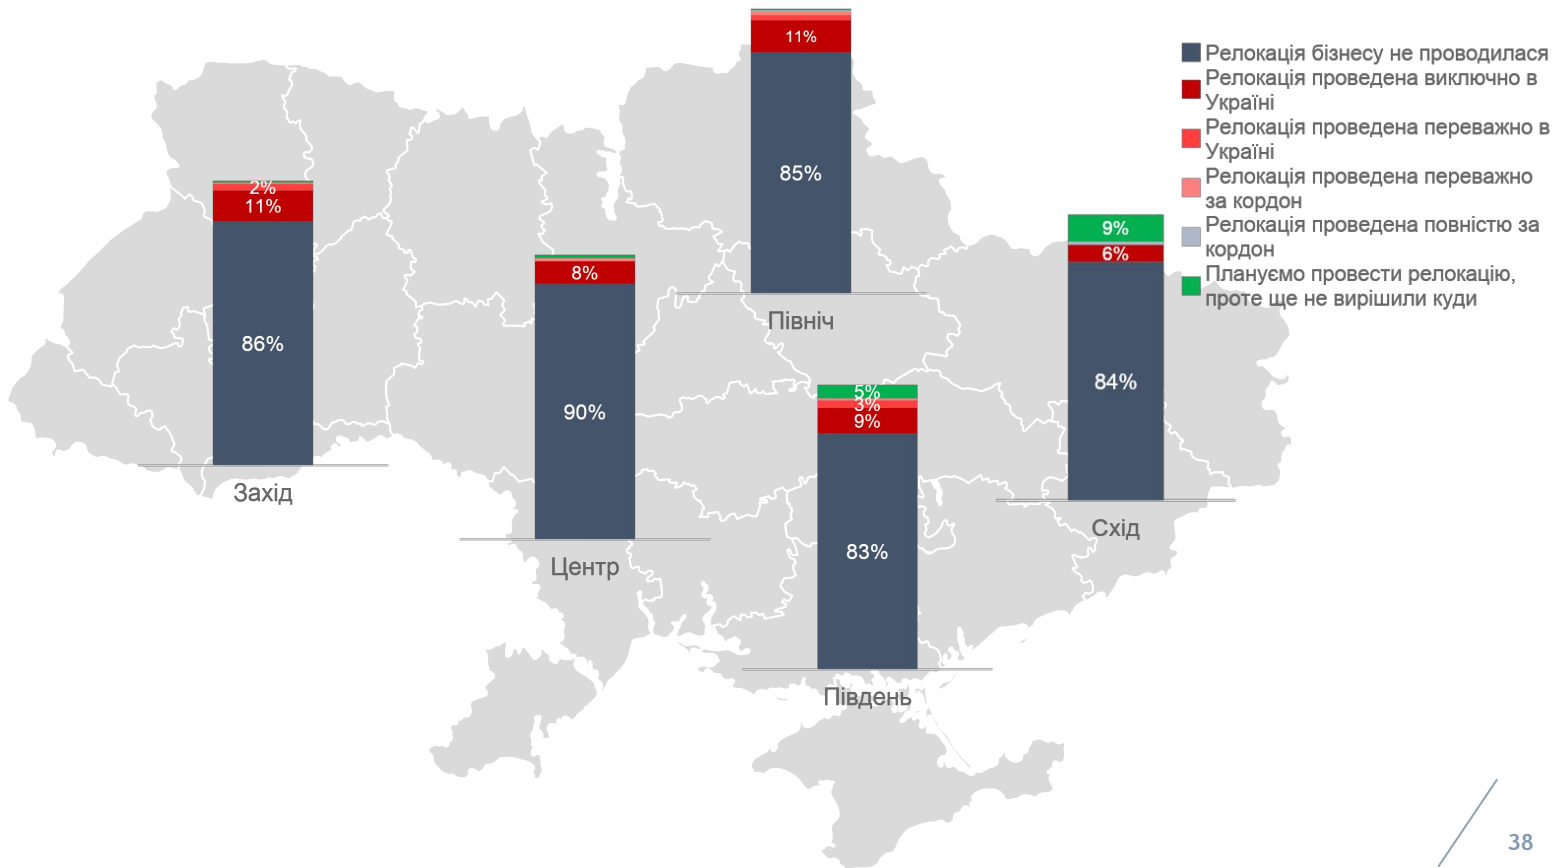 11%
85%
Північ
Релокація бізнесу не проводилася
Релокація проведена виключно в
Україні
Релокація проведена переважно в
Україні
Релокація проведена переважно
за кордон
Релокація проведена повністю за
кордон
Плануємо провести релокацію,
проте ще не вирішили куди
2%
11%
86%
Захід
8%
90%
Центр
5%
3%
9%
83%
Південь
9%
6%
84%
Схід
38